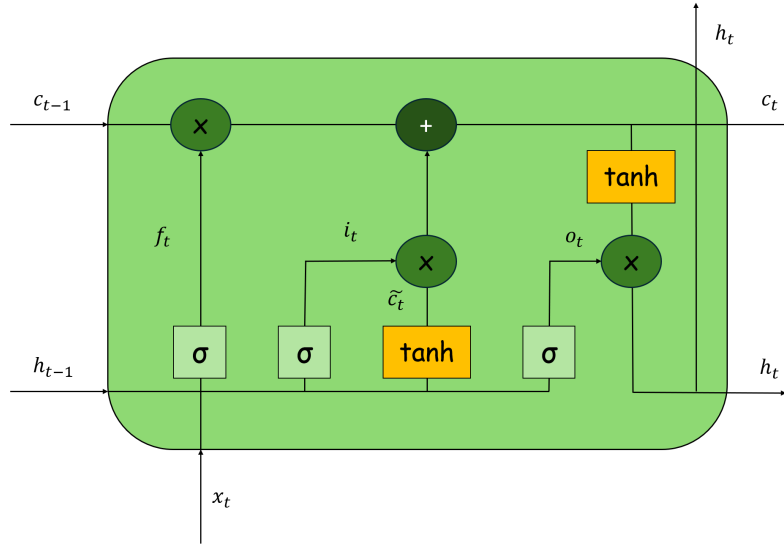 h_t
c_{t-1}
c_t
×
+
tanh
f_t
i_t
o_t
×
×
c̃_t
σ
σ
tanh
σ
h_{t-1}
h_t
x_t